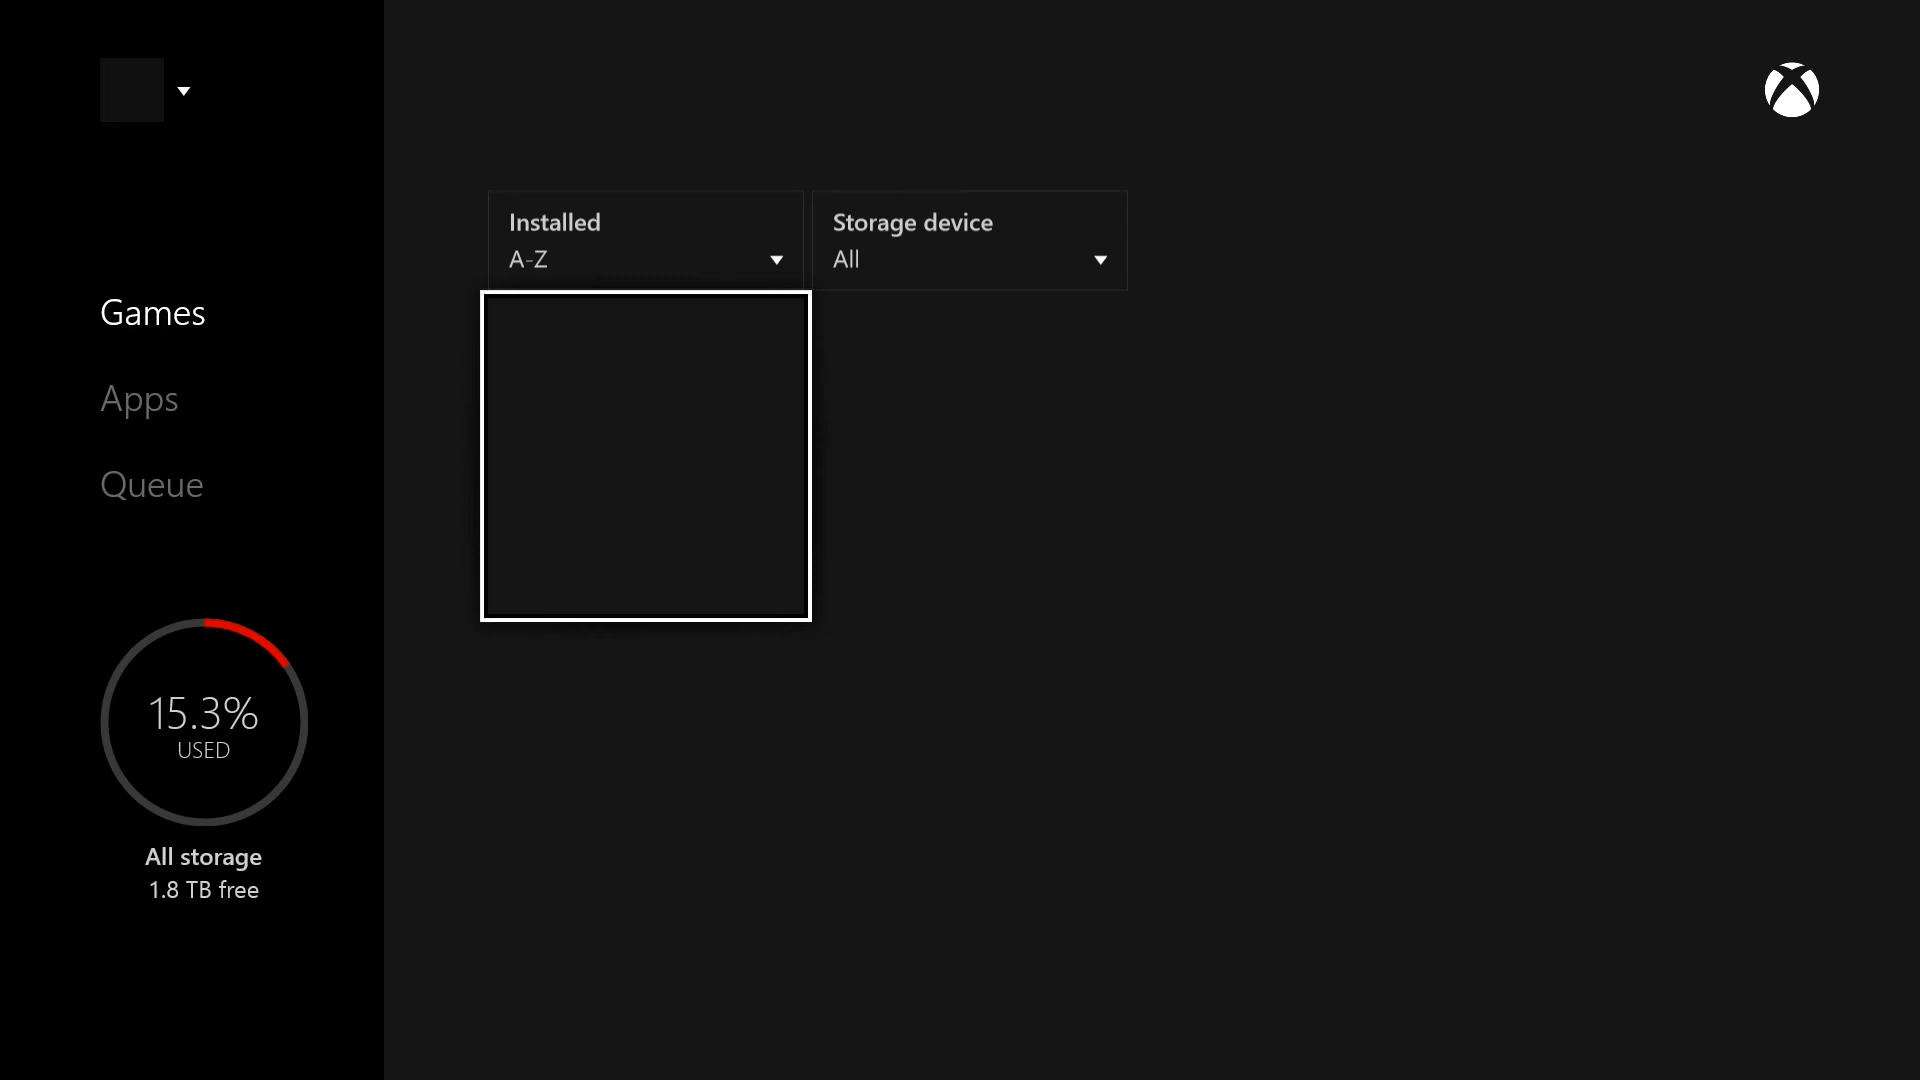 Installed
A-Z
Storage device
All
Games
Apps
Queue
15.3%
USED
All storage
1.8 TB free